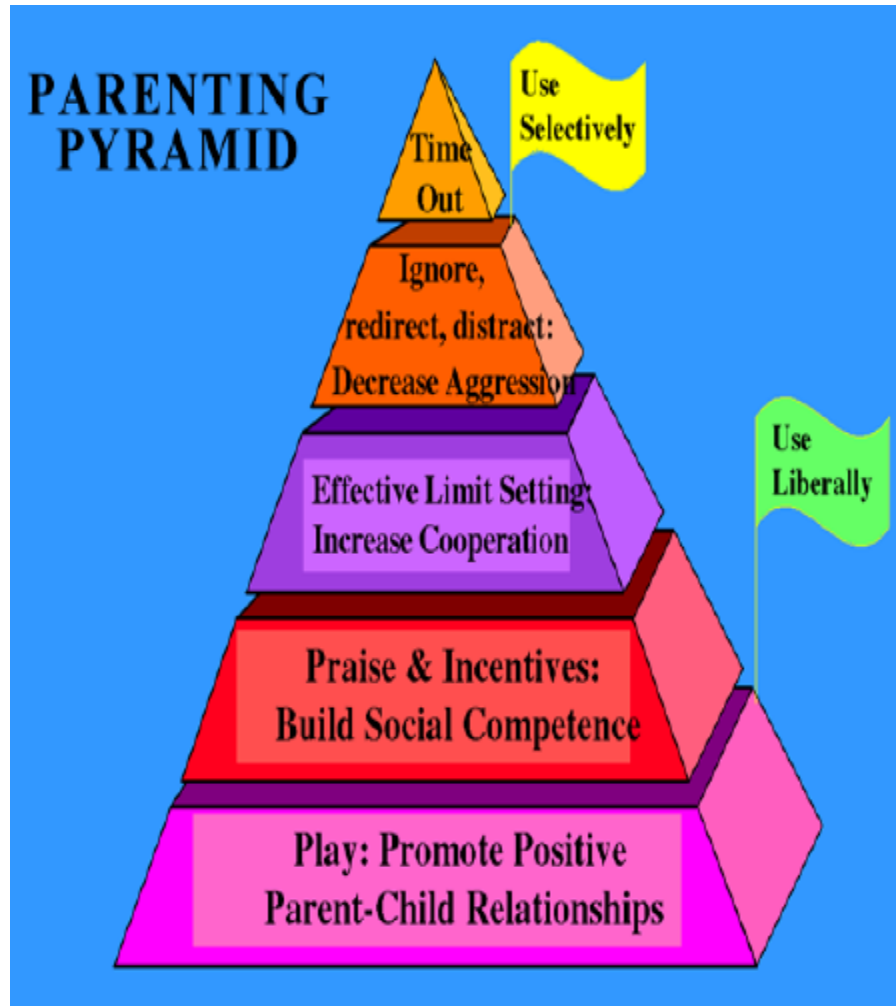 PARENTING
PYRAMID
Use
Selectively
Time
Out
Ignore,
redirect, distract:
Decrease Aggression
Use
Liberally
Effective Limit Setting:
Increase Cooperation
Praise & Incentives:
Build Social Competence
Play: Promote Positive
Parent-Child Relationships